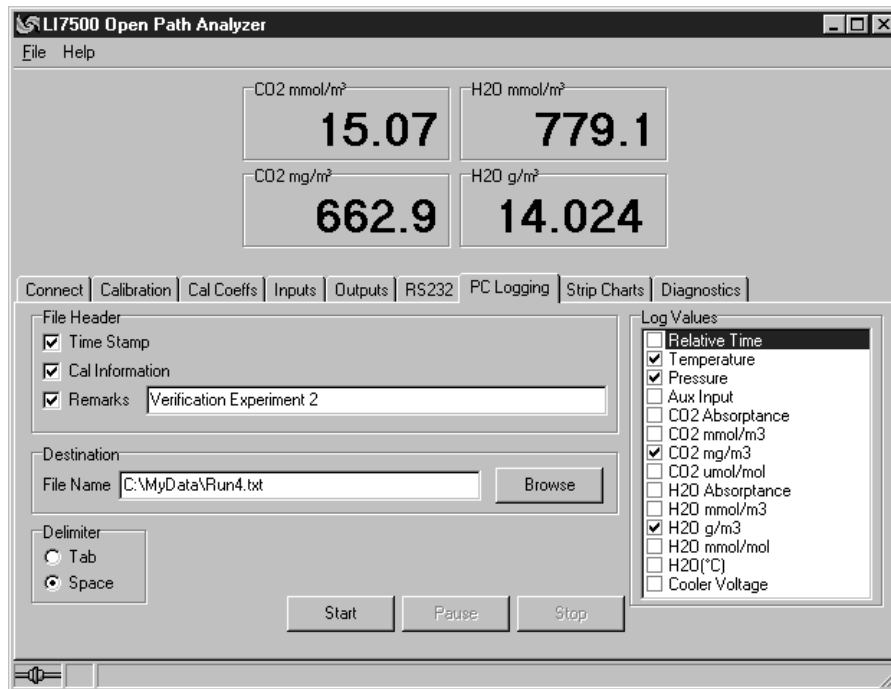 LI7500 Open Path Analyzer
File Help
CO2 mmol/m³ H2O mmol/m³
15.07 779.1
CO2 mg/m³ H2O g/m³
662.9 14.024
Connect Calibration Cal Coeffs Inputs Outputs RS232 PC Logging Strip Charts Diagnostics
File Header
Time Stamp
Cal Information
Remarks Verification Experiment 2
Destination
File Name C:\MyData\Run4.txt Browse
Delimiter
Tab
Space
Start Pause Stop
Log Values
Relative Time
Temperature
Pressure
Aux Input
CO2 Absorptance
CO2 mmol/m3
CO2 mg/m3
CO2 umol/mol
H2O Absorptance
H2O mmol/m3
H2O g/m3
H2O mmol/mol
H2O(°C)
Cooler Voltage